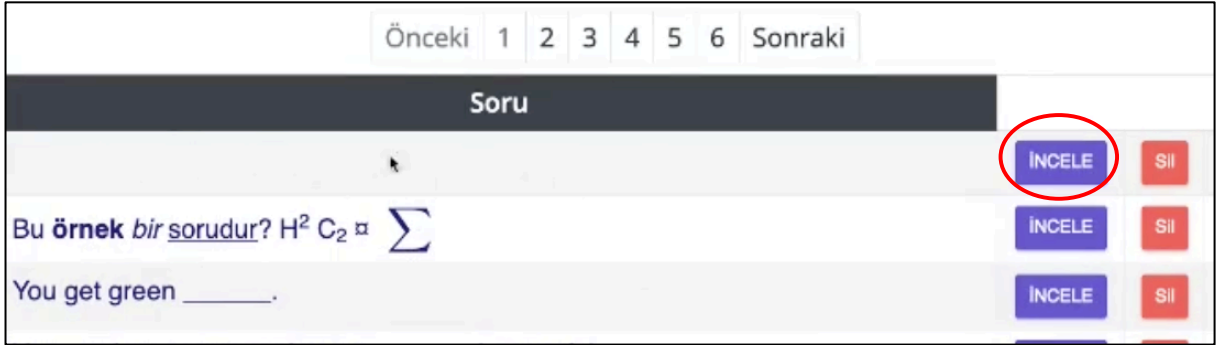 Önceki 1 2 3 4 5 6 Sonraki
Soru
İNCELE Sil
Bu örnek bir sorudur? H² C₂ ¤ ∑ İNCELE Sil
You get green ______. İNCELE Sil